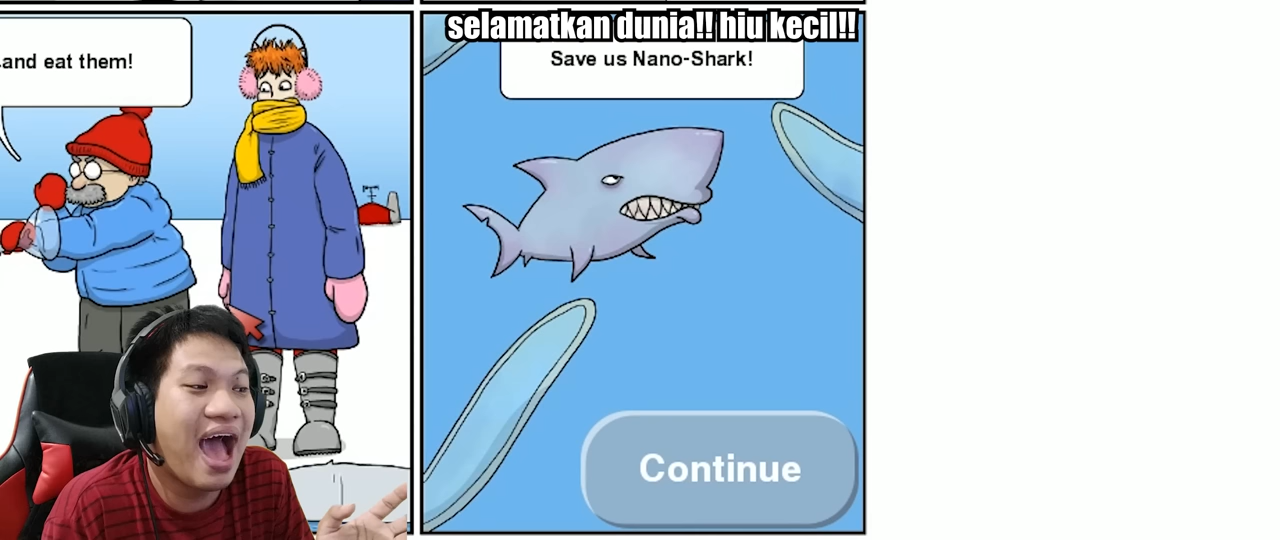 .and eat them!
selamatkan dunia!! hiu kecil!!
Save us Nano-Shark!
Continue